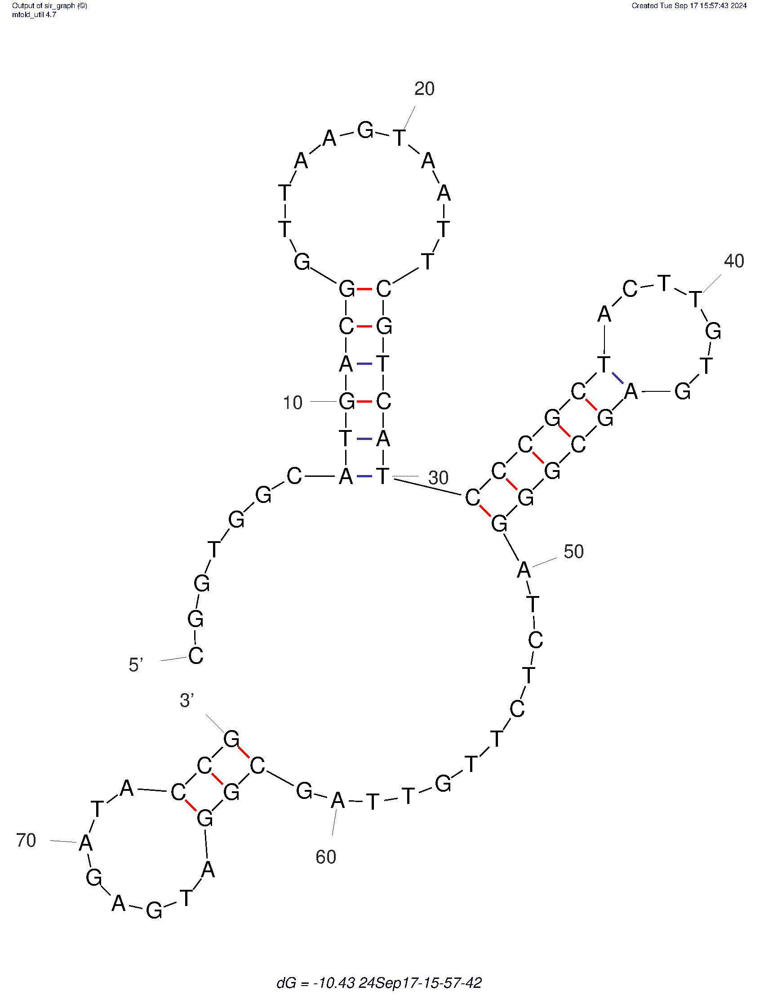 Output of sir_graph (©)
mfold_util 4.7
Created Tue Sep 17 15:57:43 2024
20
A G T
A A
T A
T T
G T
G C
C G
A T
10 G C
T A
C A T 30
G
G
T
G
G
5’ C
40
C T T
A G
T T
C A G
G G
C C
C G
C G
G
A 50
T
C
T
C
T
T
G
A T T
G
60
3’
G
C C
A C G
T G
70 A A
G T
A G
dG = -10.43 24Sep17-15-57-42